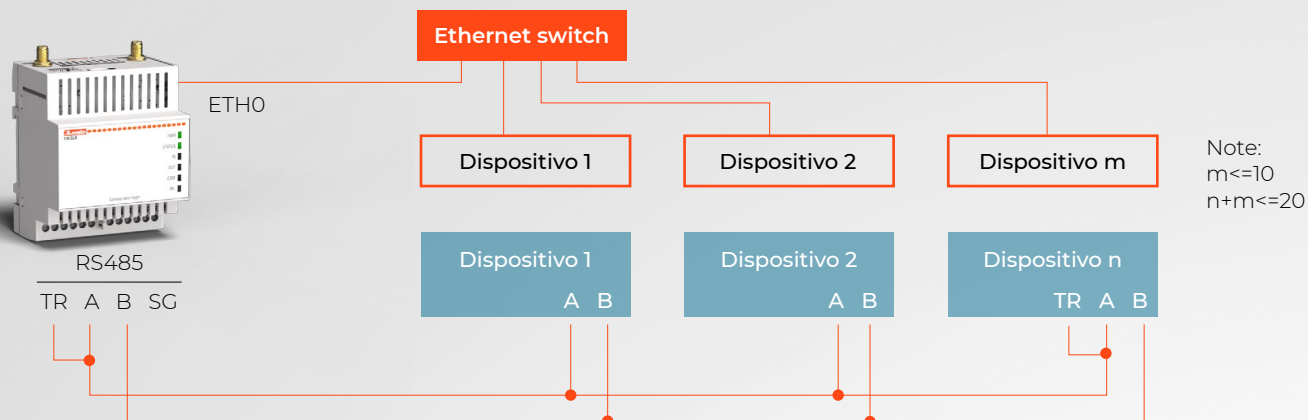 Ethernet switch
ETH0
Dispositivo 1
Dispositivo 2
Dispositivo m
Note:
m<=10
n+m<=20
RS485
TR A B SG
Dispositivo 1
A B
Dispositivo 2
A B
Dispositivo n
TR A B